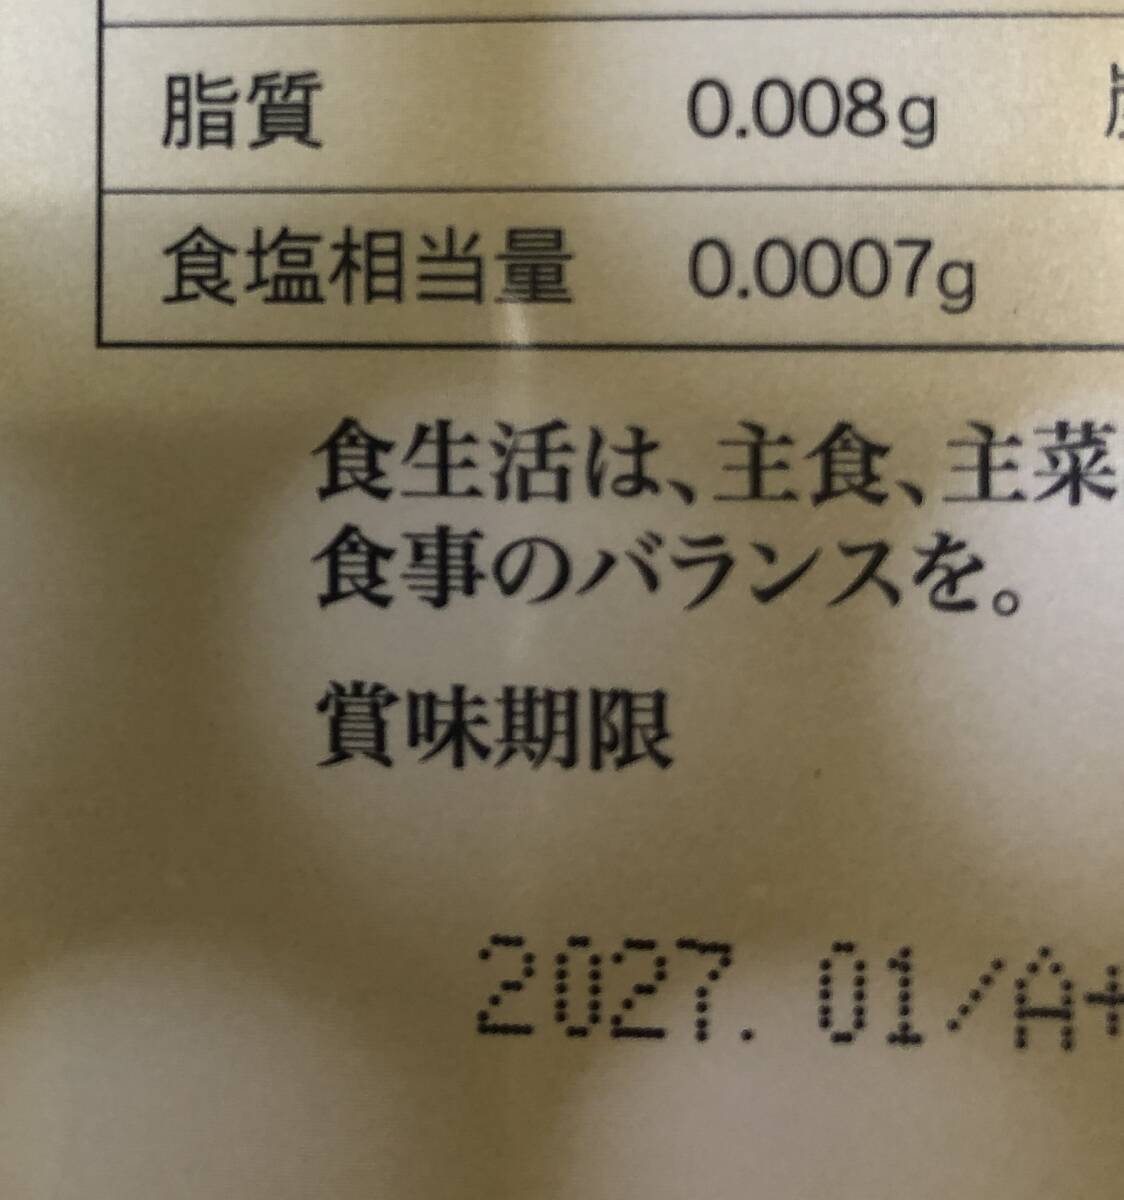 脂質 0.008g
食塩相当量 0.0007g
食生活は、主食、主菜
食事のバランスを。
賞味期限
2027.01/A+